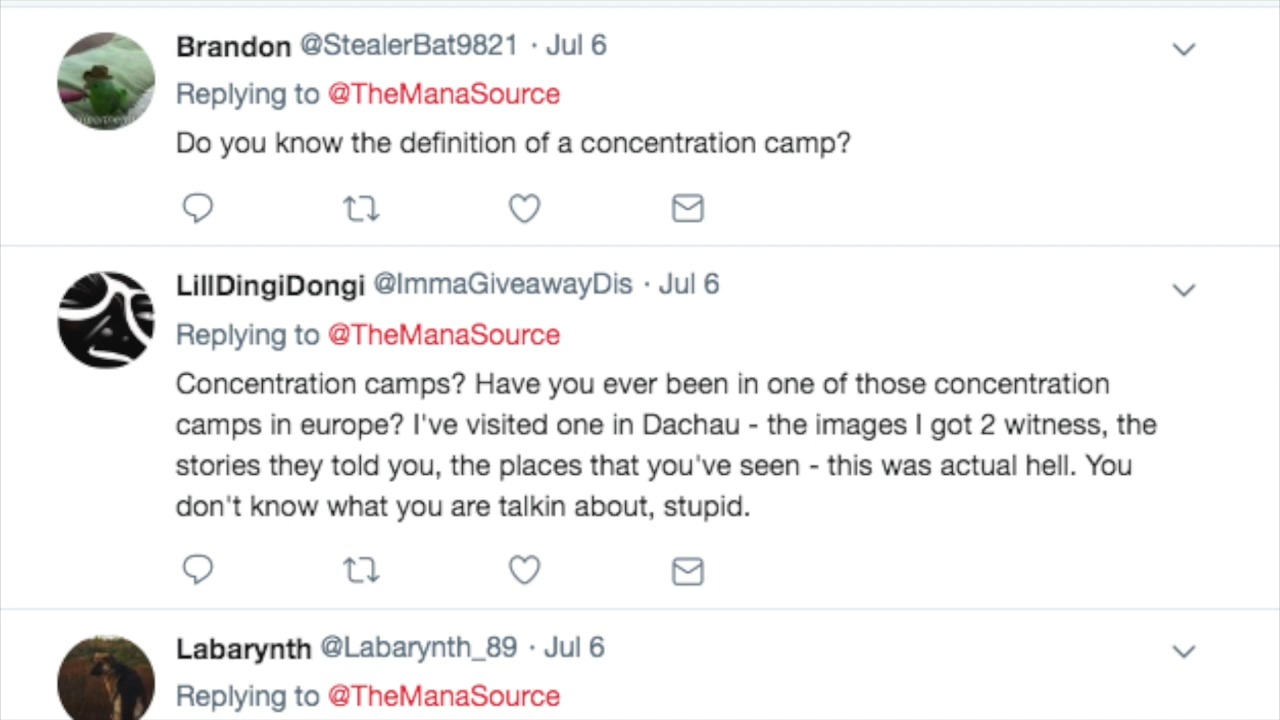 Brandon @StealerBat9821 · Jul 6
Replying to @TheManaSource
Do you know the definition of a concentration camp?
LillDingiDongi @ImmaGiveawayDis · Jul 6
Replying to @TheManaSource
Concentration camps? Have you ever been in one of those concentration
camps in europe? I've visited one in Dachau - the images I got 2 witness, the
stories they told you, the places that you've seen - this was actual hell. You
don't know what you are talkin about, stupid.
Labarynth @Labarynth_89 · Jul 6
Replying to @TheManaSource